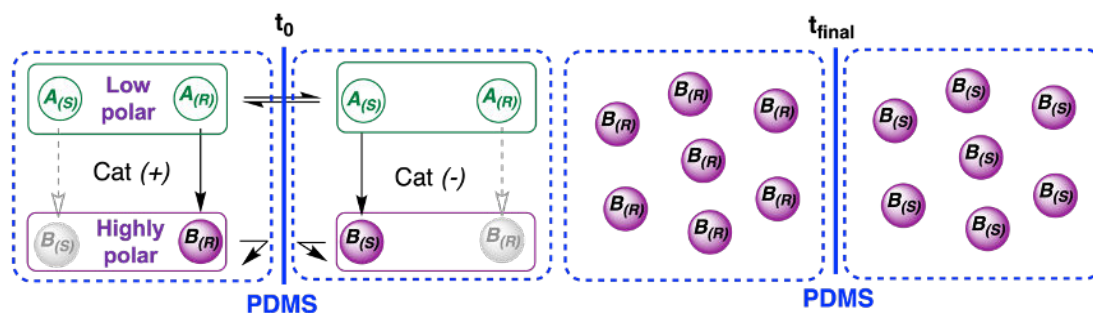 t0
tfinal
A(S) Low polar A(R)
A(S) A(R)
Cat (+)
Cat (-)
B(S) Highly polar B(R)
B(S) B(R)
PDMS
B(R)
B(R)
B(R)
B(R)
B(R)
B(R)
B(R)
B(S)
B(S)
B(S)
B(S)
B(S)
B(S)
B(S)
PDMS